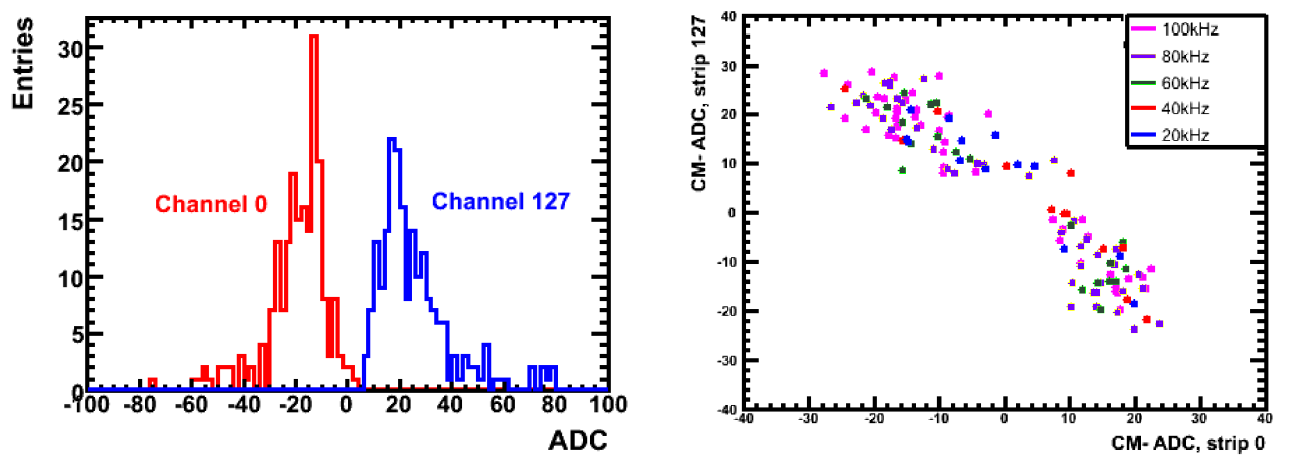 Entries
30
25
20
15
10
5
0
Channel 0
Channel 127
-100 -80 -60 -40 -20 0 20 40 60 80 100
ADC
CM- ADC, strip 127
40
30
20
10
0
-10
-20
-30
-40
100kHz
80kHz
60kHz
40kHz
20kHz
-40 -30 -20 -10 0 10 20 30 40
CM- ADC, strip 0